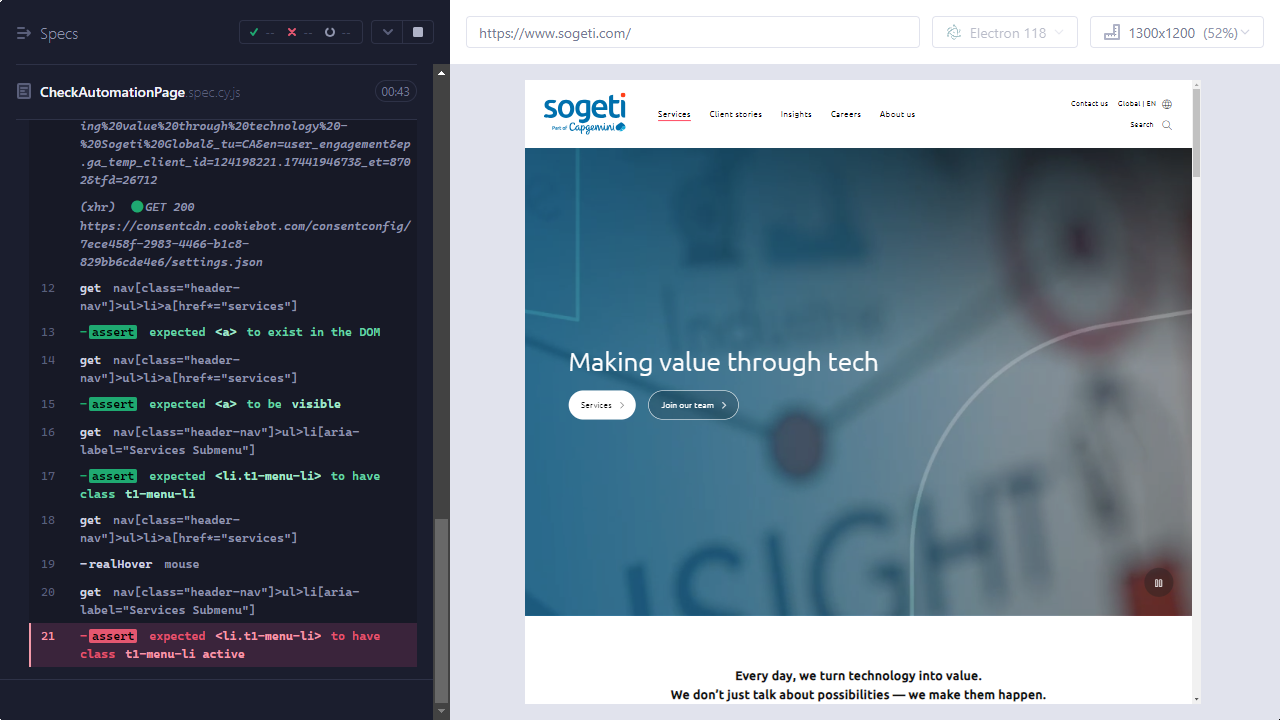 Specs
--
--
--
https://www.sogeti.com/
Electron 118
1300x1200 (52%)
CheckAutomationPage.spec.cy.js
00:43
ing%20value%20through%20technology%20-
%20Sogeti%20Global&_tu=CA&en=user_engagement&ep
.ga_temp_client_id=124198221.1744194673&_et=870
2&tfd=26712
(xhr) GET 200
https://consentcdn.cookiebot.com/consentconfig/
7ece458f-2983-4466-b1c8-
829bb6cde4e6/settings.json
12 get nav[class="header-
nav"]>ul>li>a[href*="services"]
13 -assert expected <a> to exist in the DOM
14 get nav[class="header-
nav"]>ul>li>a[href*="services"]
15 -assert expected <a> to be visible
16 get nav[class="header-nav"]>ul>li[aria-
label="Services Submenu"]
17 -assert expected <li.t1-menu-li> to have
class t1-menu-li
18 get nav[class="header-
nav"]>ul>li>a[href*="services"]
19 -realHover mouse
20 get nav[class="header-nav"]>ul>li[aria-
label="Services Submenu"]
21 -assert expected <li.t1-menu-li> to have
class t1-menu-li active
sogeti
Part of Capgemini
Services
Client stories
Insights
Careers
About us
Contact us
Global | EN
Search
Making value through tech
Services
Join our team
INSIGHT
Every day, we turn technology into value.
We don't just talk about possibilities — we make them happen.